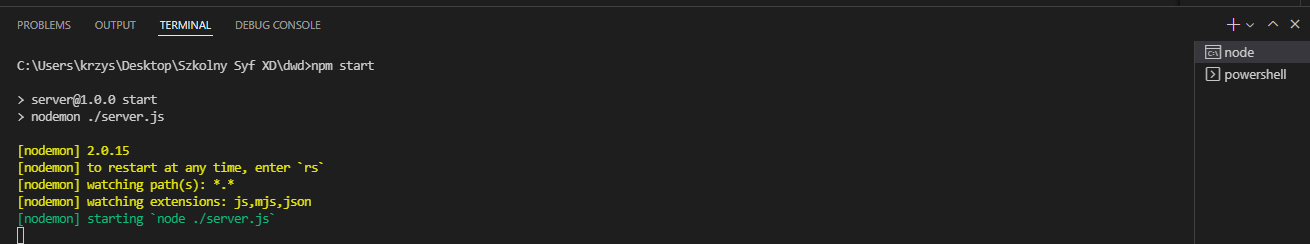 PROBLEMS OUTPUT TERMINAL DEBUG CONSOLE
C:\Users\krzys\Desktop\Szkolny Syf XD\dwd>npm start
> server@1.0.0 start
> nodemon ./server.js
[nodemon] 2.0.15
[nodemon] to restart at any time, enter `rs`
[nodemon] watching path(s): *.*
[nodemon] watching extensions: js,mjs,json
[nodemon] starting `node ./server.js`
node
powershell